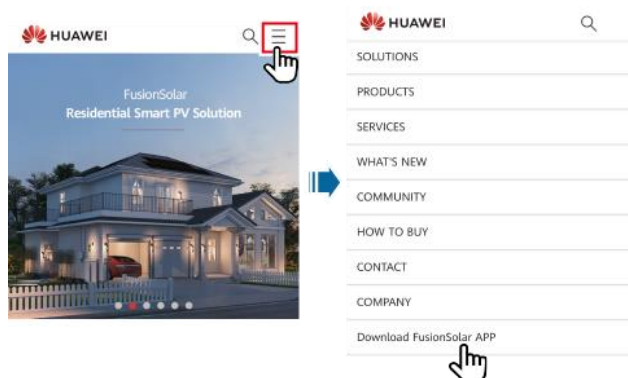 HUAWEI
FusionSolar
Residential Smart PV Solution
HUAWEI
SOLUTIONS
PRODUCTS
SERVICES
WHAT'S NEW
COMMUNITY
HOW TO BUY
CONTACT
COMPANY
Download FusionSolar APP